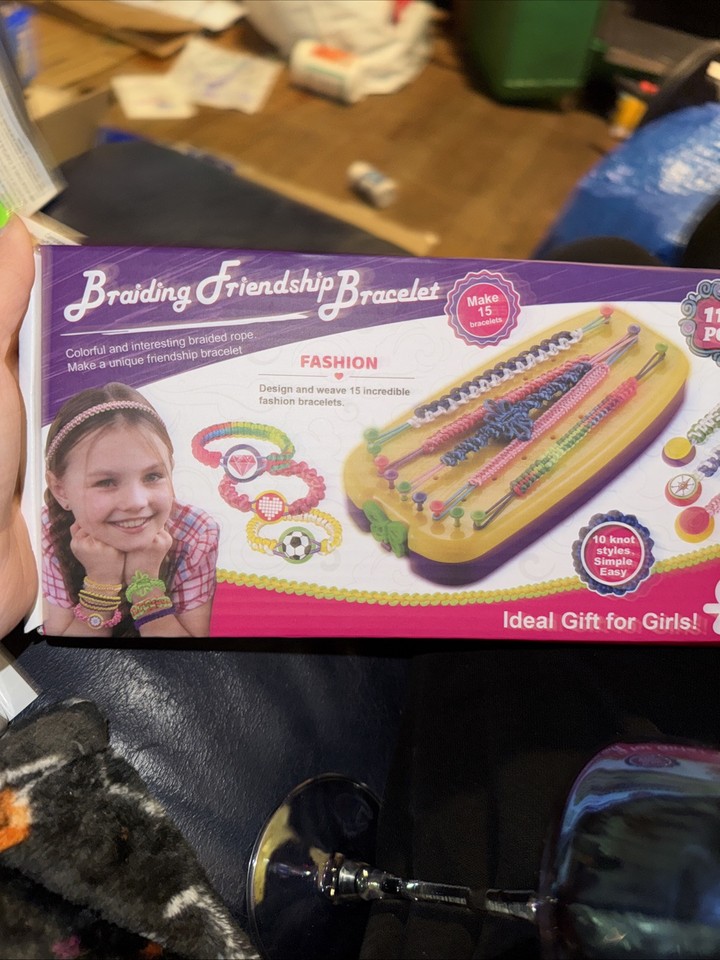 Braiding Friendship Bracelet
Colorful and interesting braided rope.
Make a unique friendship bracelet
Make
15
bracelets
FASHION
Design and weave 15 incredible
fashion bracelets.
10 knot
styles,
Simple
Easy
Ideal Gift for Girls!